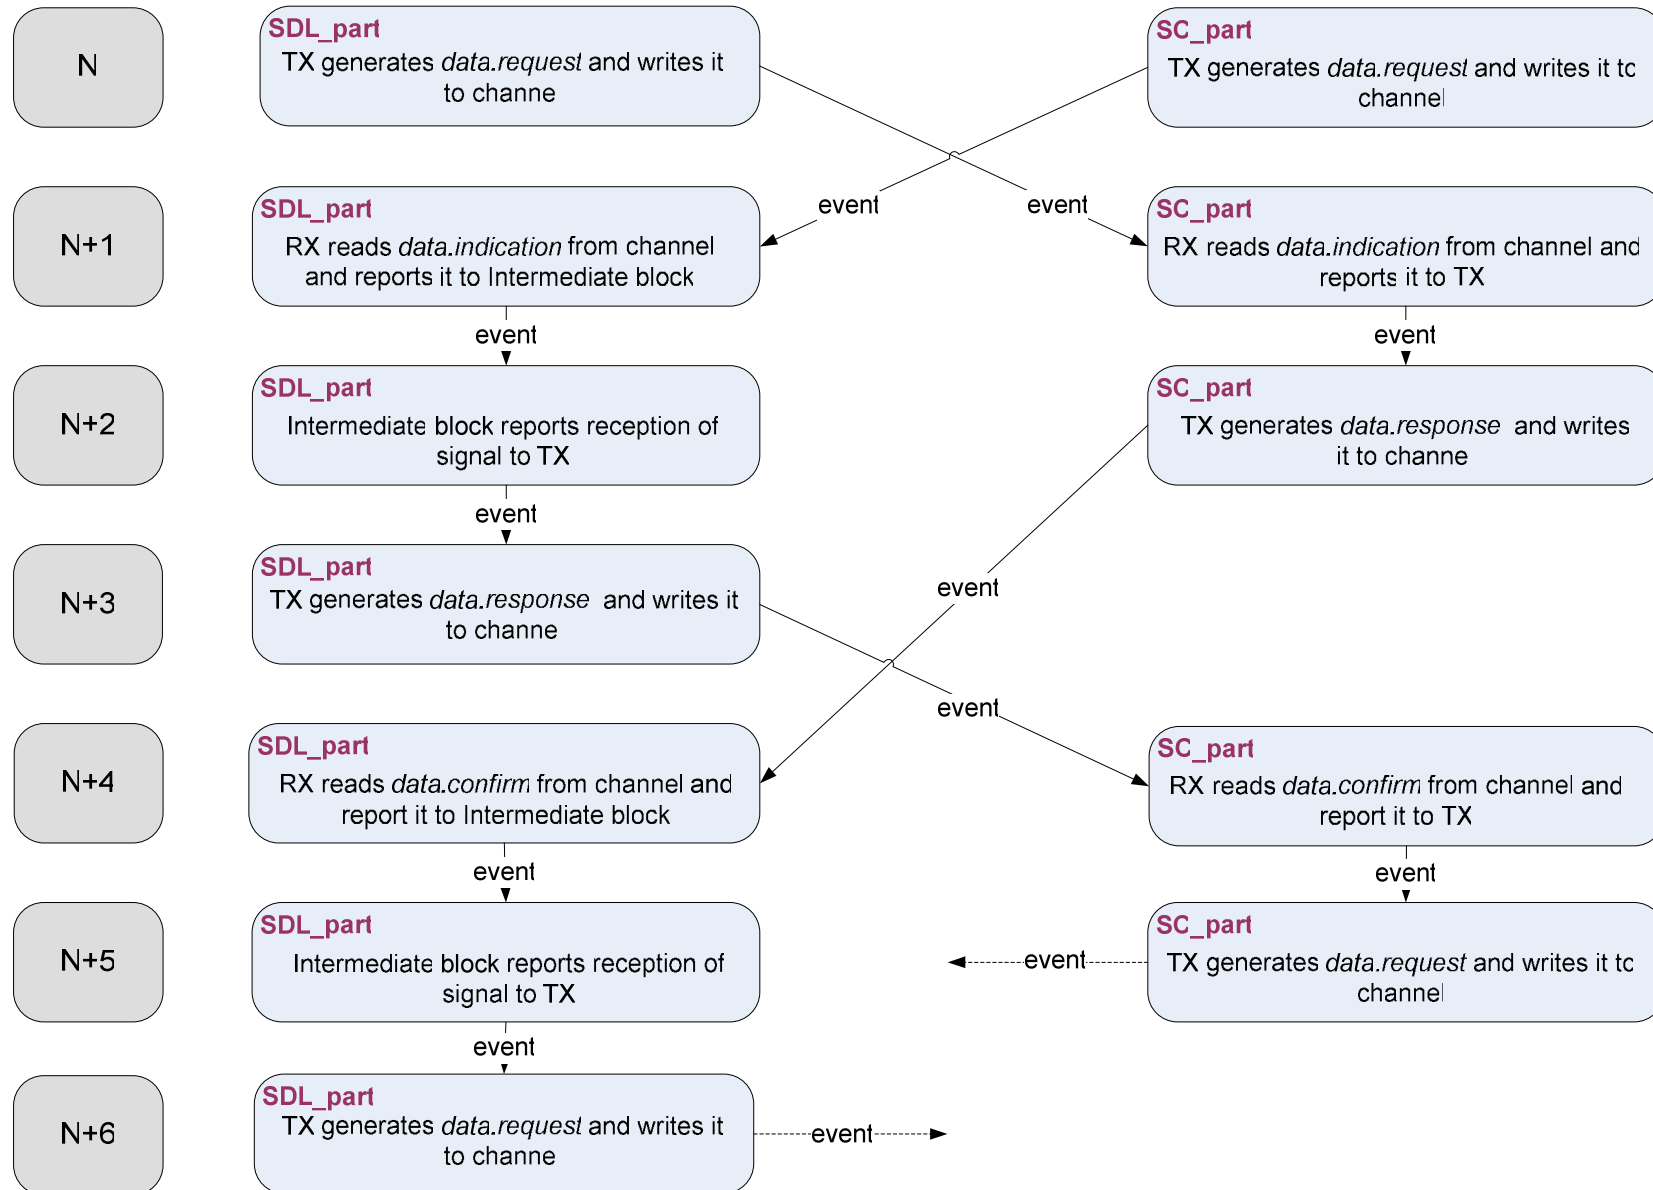 N
SDL_part
TX generates data.request and writes it
to channe
SC_part
TX generates data.request and writes it to
channel
event
event
N+1
SDL_part
RX reads data.indication from channel
and reports it to Intermediate block
SC_part
RX reads data.indication from channel and
reports it to TX
event
event
N+2
SDL_part
Intermediate block reports reception of
signal to TX
SC_part
TX generates data.response and writes
it to channe
event
N+3
SDL_part
TX generates data.response and writes it
to channe
event
event
N+4
SDL_part
RX reads data.confirm from channel and
report it to Intermediate block
SC_part
RX reads data.confirm from channel and
report it to TX
event
event
N+5
SDL_part
Intermediate block reports reception of
signal to TX
event
SC_part
TX generates data.request and writes it to
channel
event
N+6
SDL_part
TX generates data.request and writes it
to channe
event